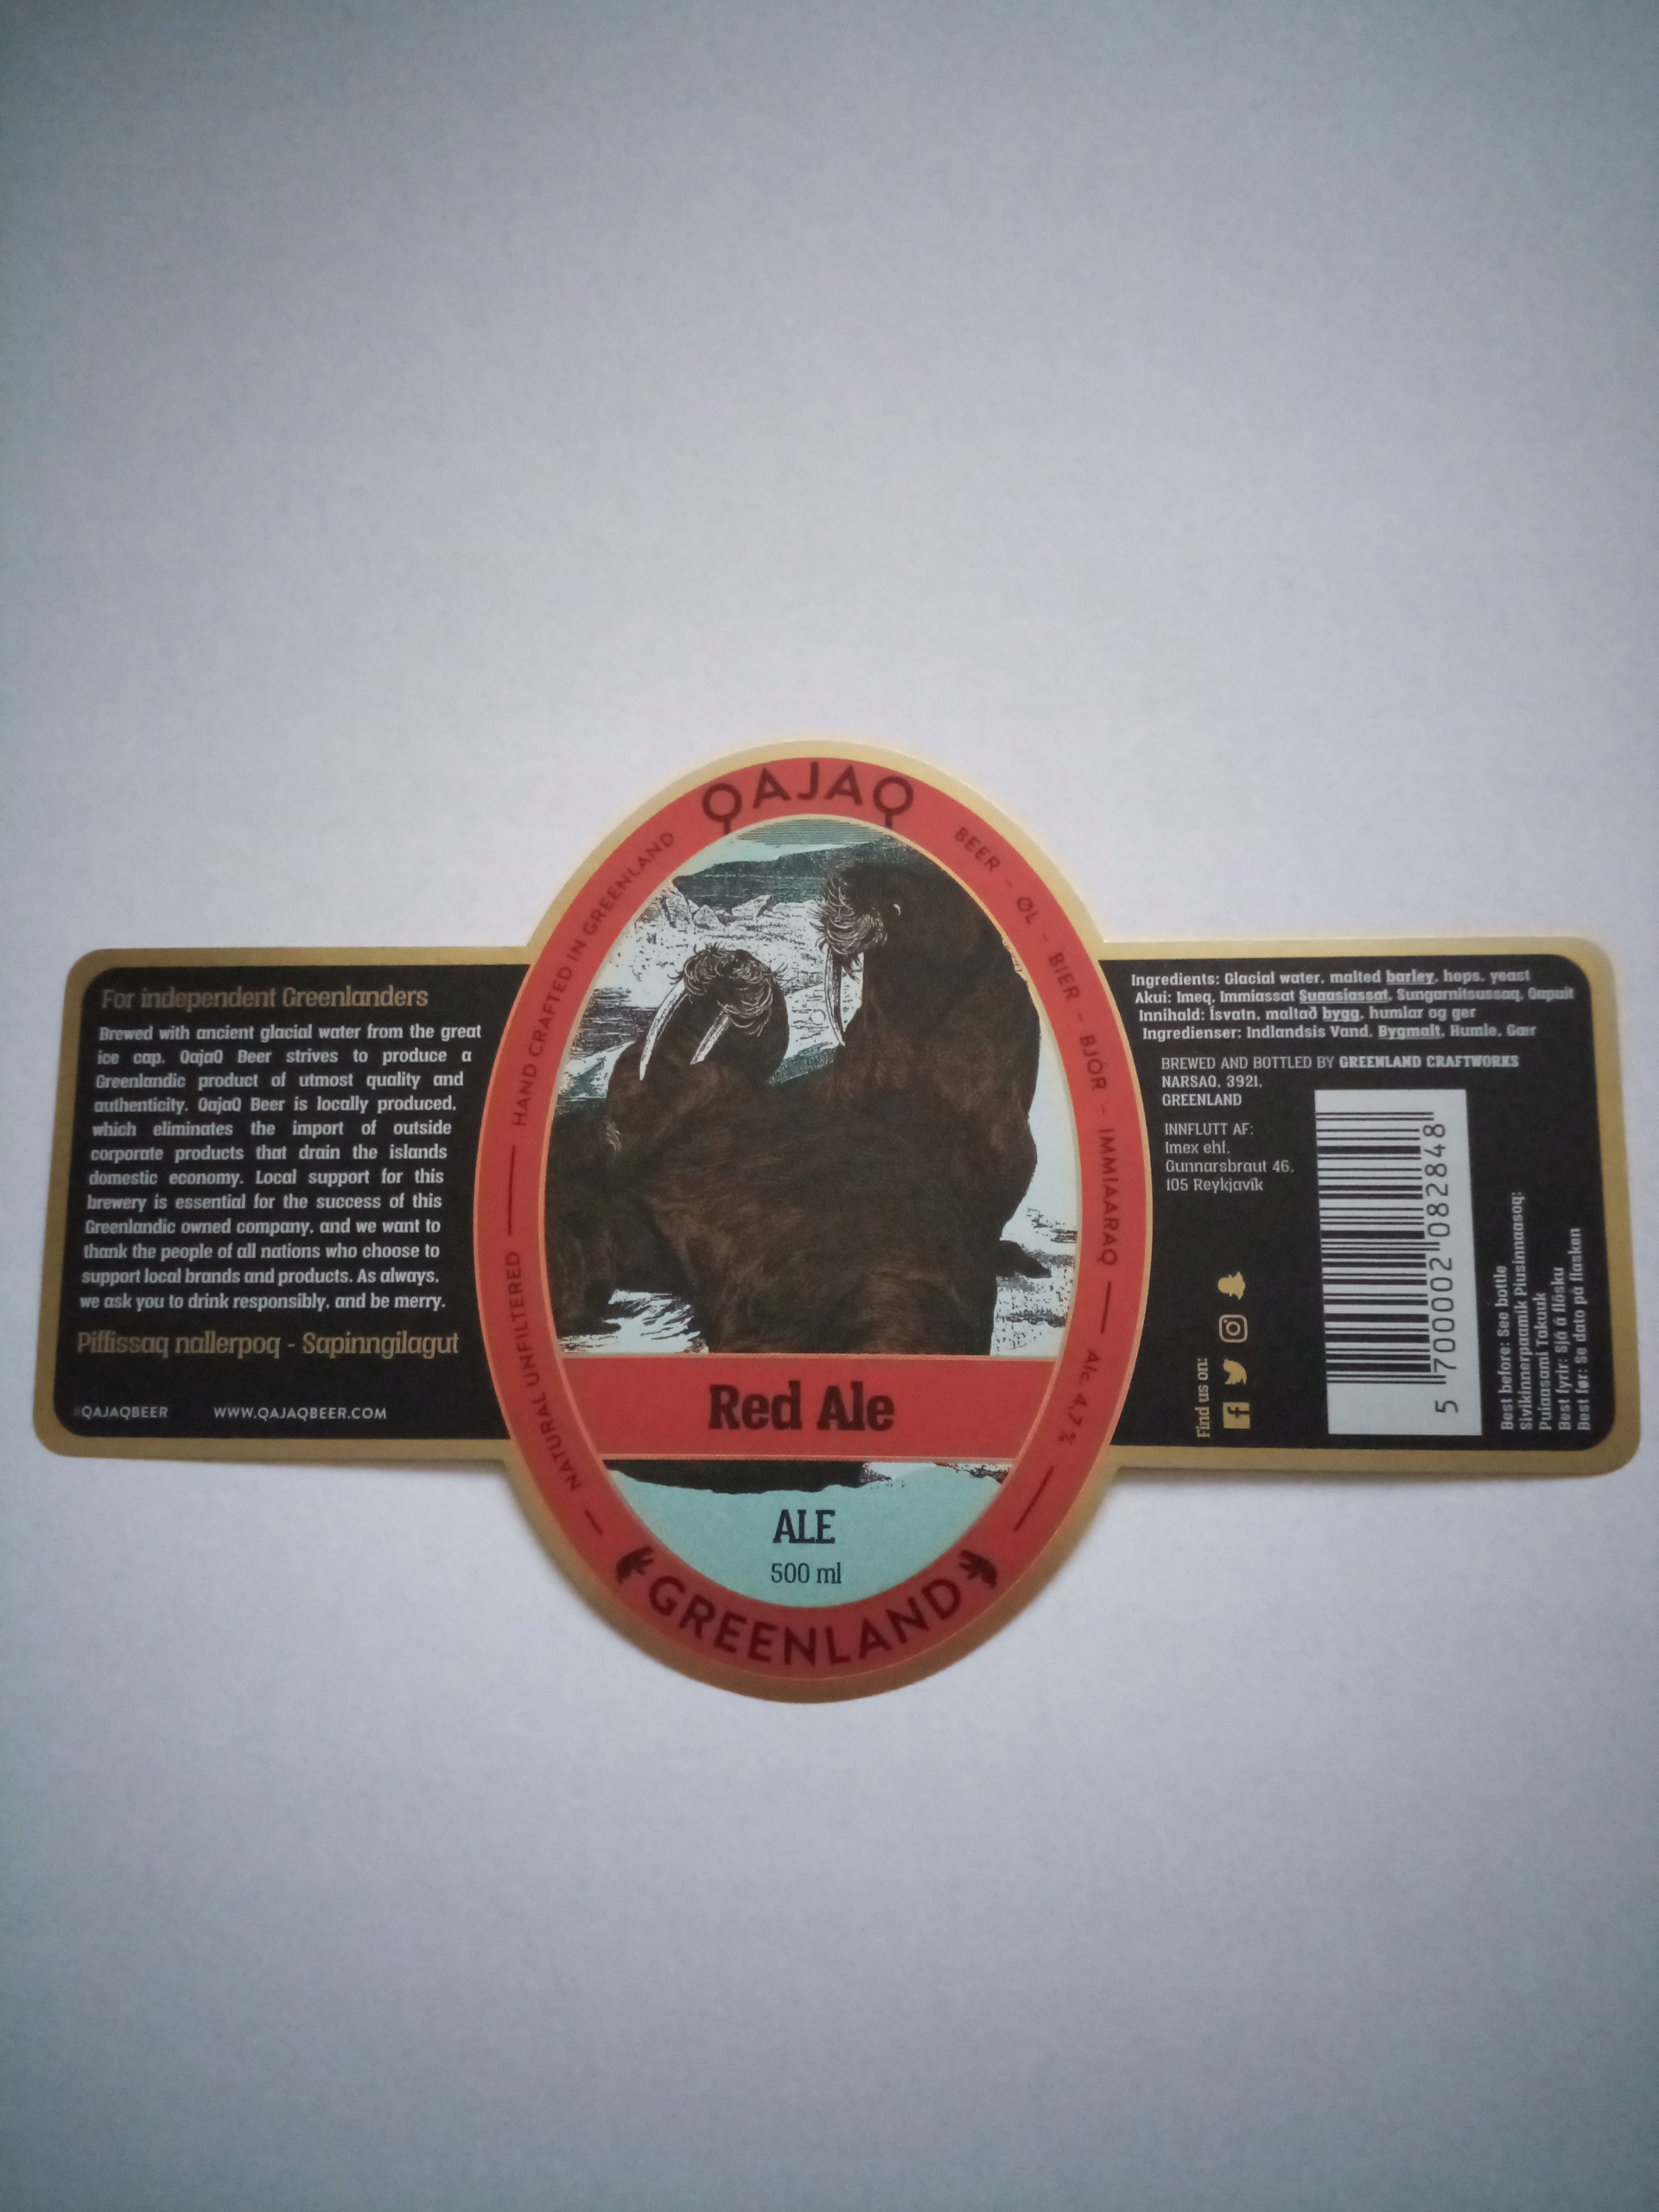 For independent Greenlanders
Brewed with ancient glacial water from the great
ice cap. QajaQ Beer strives to produce a
Greenlandic product of utmost quality and
authenticity. QajaQ Beer is locally produced,
which eliminates the import of outside
corporate products that drain the islands
domestic economy. Local support for this
brewery is essential for the success of this
Greenlandic owned company, and we want to
thank the people of all nations who choose to
support local brands and products. As always,
we ask you to drink responsibly, and be merry.
Piffissaq nallerpoq - Sapinngilagut
#QAJAQBEER WWW.QAJAQBEER.COM
QAJAQ
NATURAL UNFILTERED — HAND CRAFTED IN GREENLAND
BEER - ØL - BIER - BJÓR - IMMIAARAQ — Alc. 4,7 %
Red Ale
ALE
500 ml
GREENLAND
Ingredients: Glacial water, malted barley, hops, yeast
Akui: Imeq, Immiassat Suaasiassat, Sungarnitsussaq, Qapuit
Innihald: Ísvatn, maltað bygg, humlar og ger
Ingredienser: Indlandsis Vand, Bygmalt, Humle, Gær
BREWED AND BOTTLED BY GREENLAND CRAFTWORKS
NARSAQ, 3921,
GREENLAND
INNFLUTT AF:
Imex ehl.
Gunnarsbraut 46,
105 Reykjavík
Find us on:
5 700002 082848
Best before: See bottle
Sivikinnerpaamik Piusinnaasoq:
Puiaasami Takuuk
Best fyrir: Sjá á flösku
Best før: Se dato på flasken